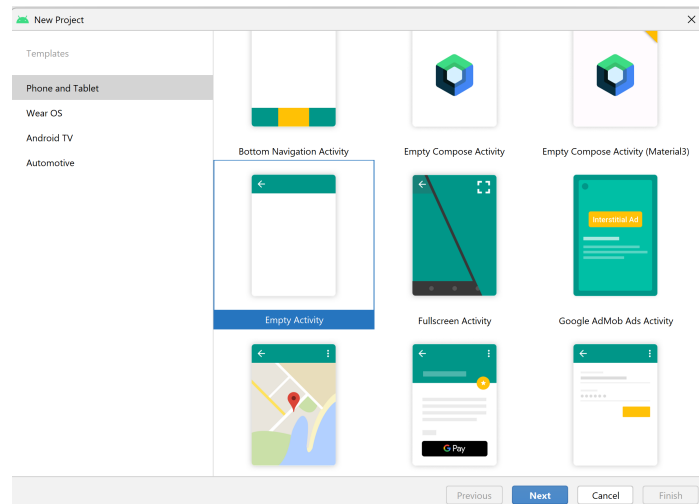 New Project
Templates
Phone and Tablet
Wear OS
Android TV
Automotive
Bottom Navigation Activity
Empty Compose Activity
Empty Compose Activity (Material3)
Interstitial Ad
Empty Activity
Fullscreen Activity
Google AdMob Ads Activity
G Pay
Previous
Next
Cancel
Finish